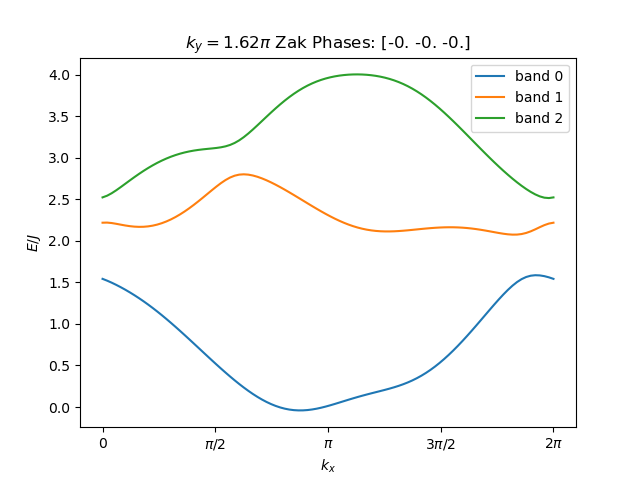 k_y = 1.62π Zak Phases: [-0. -0. -0.]
band 0
band 1
band 2
4.0
3.5
3.0
2.5
2.0
1.5
1.0
0.5
0.0
E/J
0 π/2 π 3π/2 2π
k_x